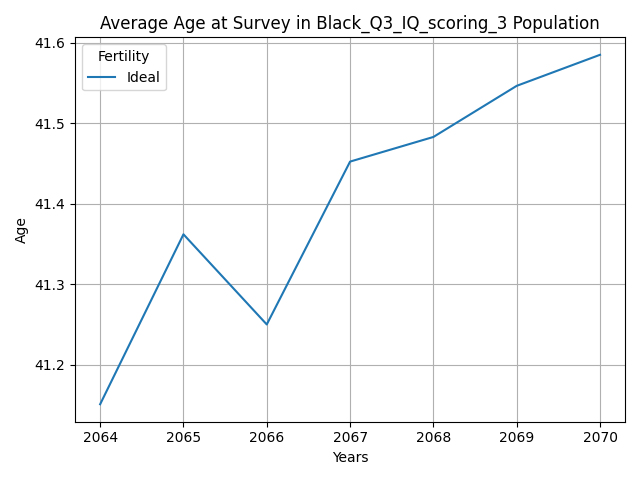 Average Age at Survey in Black_Q3_IQ_scoring_3 Population
Fertility
Ideal
Age
41.6
41.5
41.4
41.3
41.2
2064 2065 2066 2067 2068 2069 2070
Years